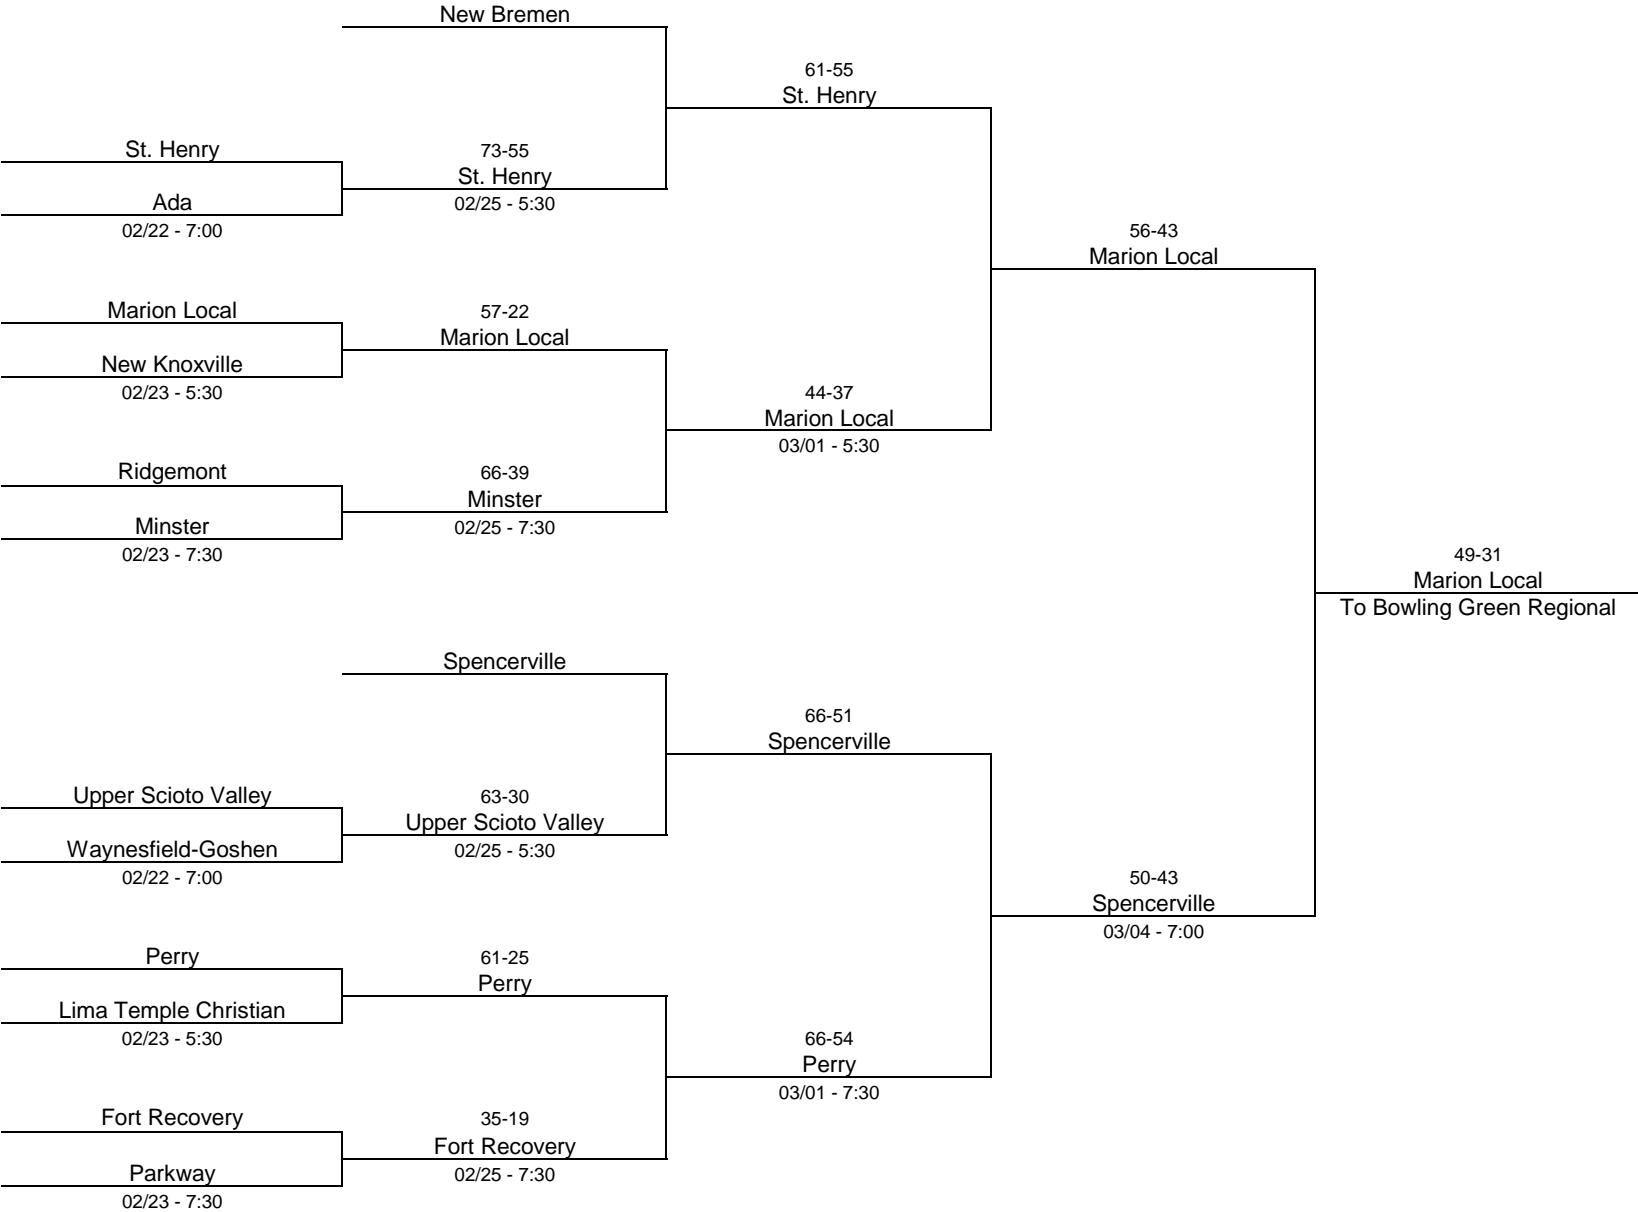 New Bremen
61-55
St. Henry
St. Henry
73-55
St. Henry
Ada
02/25 - 5:30
02/22 - 7:00
56-43
Marion Local
Marion Local
57-22
Marion Local
New Knoxville
02/23 - 5:30
44-37
Marion Local
03/01 - 5:30
Ridgemont
66-39
Minster
Minster
02/25 - 7:30
02/23 - 7:30
49-31
Marion Local
To Bowling Green Regional
Spencerville
66-51
Spencerville
Upper Scioto Valley
63-30
Upper Scioto Valley
Waynesfield-Goshen
02/25 - 5:30
02/22 - 7:00
50-43
Spencerville
03/04 - 7:00
Perry
61-25
Perry
Lima Temple Christian
02/23 - 5:30
66-54
Perry
03/01 - 7:30
Fort Recovery
35-19
Fort Recovery
Parkway
02/25 - 7:30
02/23 - 7:30